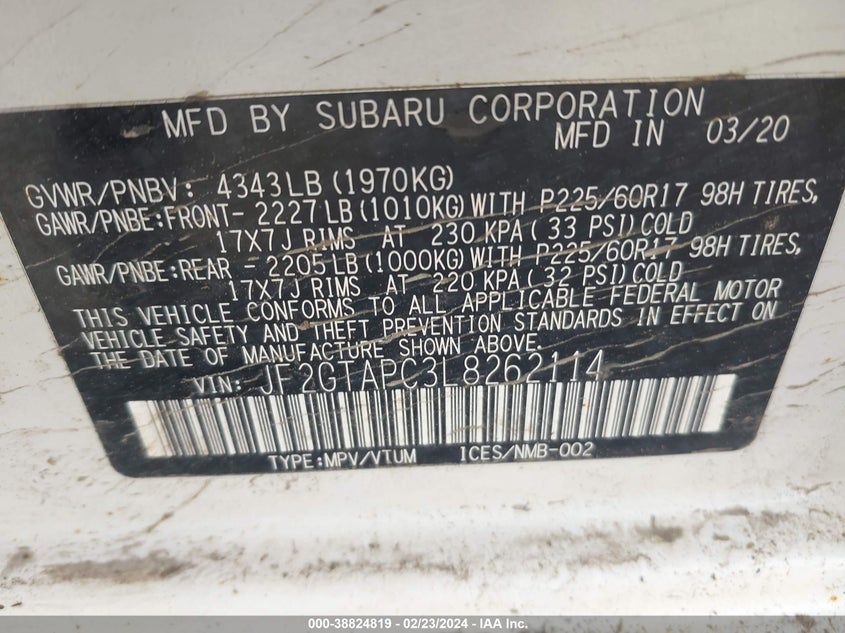 MFD BY SUBARU CORPORATION
MFD IN 03/20
GVWR/PNBV: 4343LB (1970KG)
GAWR/PNBE:FRONT- 2227LB (1010KG) WITH P225/60R17 98H TIRES,
17X7J RIMS AT 230 KPA (33 PSI) COLD
GAWR/PNBE:REAR - 2205LB (1000KG) WITH P225/60R17 98H TIRES,
17X7J RIMS AT 220 KPA (32 PSI) COLD
THIS VEHICLE CONFORMS TO ALL APPLICABLE FEDERAL MOTOR
VEHICLE SAFETY AND THEFT PREVENTION STANDARDS IN EFFECT ON
THE DATE OF MANUFACTURE SHOWN ABOVE.
VIN: JF2GTAPC3L8262114
TYPE:MPV/VTUM ICES/NMB-002
000-38824819 - 02/23/2024 - IAA Inc.